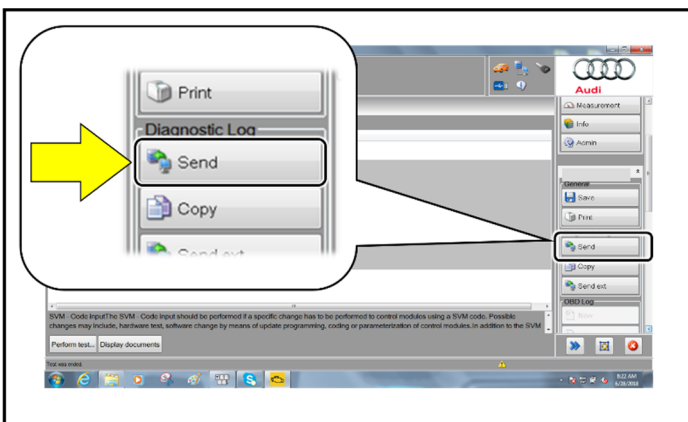 Print
Diagnostic Log
Send
Copy
Send ext
Audi
Measurement
Info
Admin
General
Save
Print
Send
Copy
Send ext
OBD Log
SVM - Code InputThe SVM - Code Input should be performed if a specific change has to be performed to control modules using a SVM code. Possible
changes may include, hardware test, software change by means of update programming, coding or parameterization of control modules.In addition to the SVM
Perform test... Display documents
Test was ended.
9:22 AM
6/28/2018